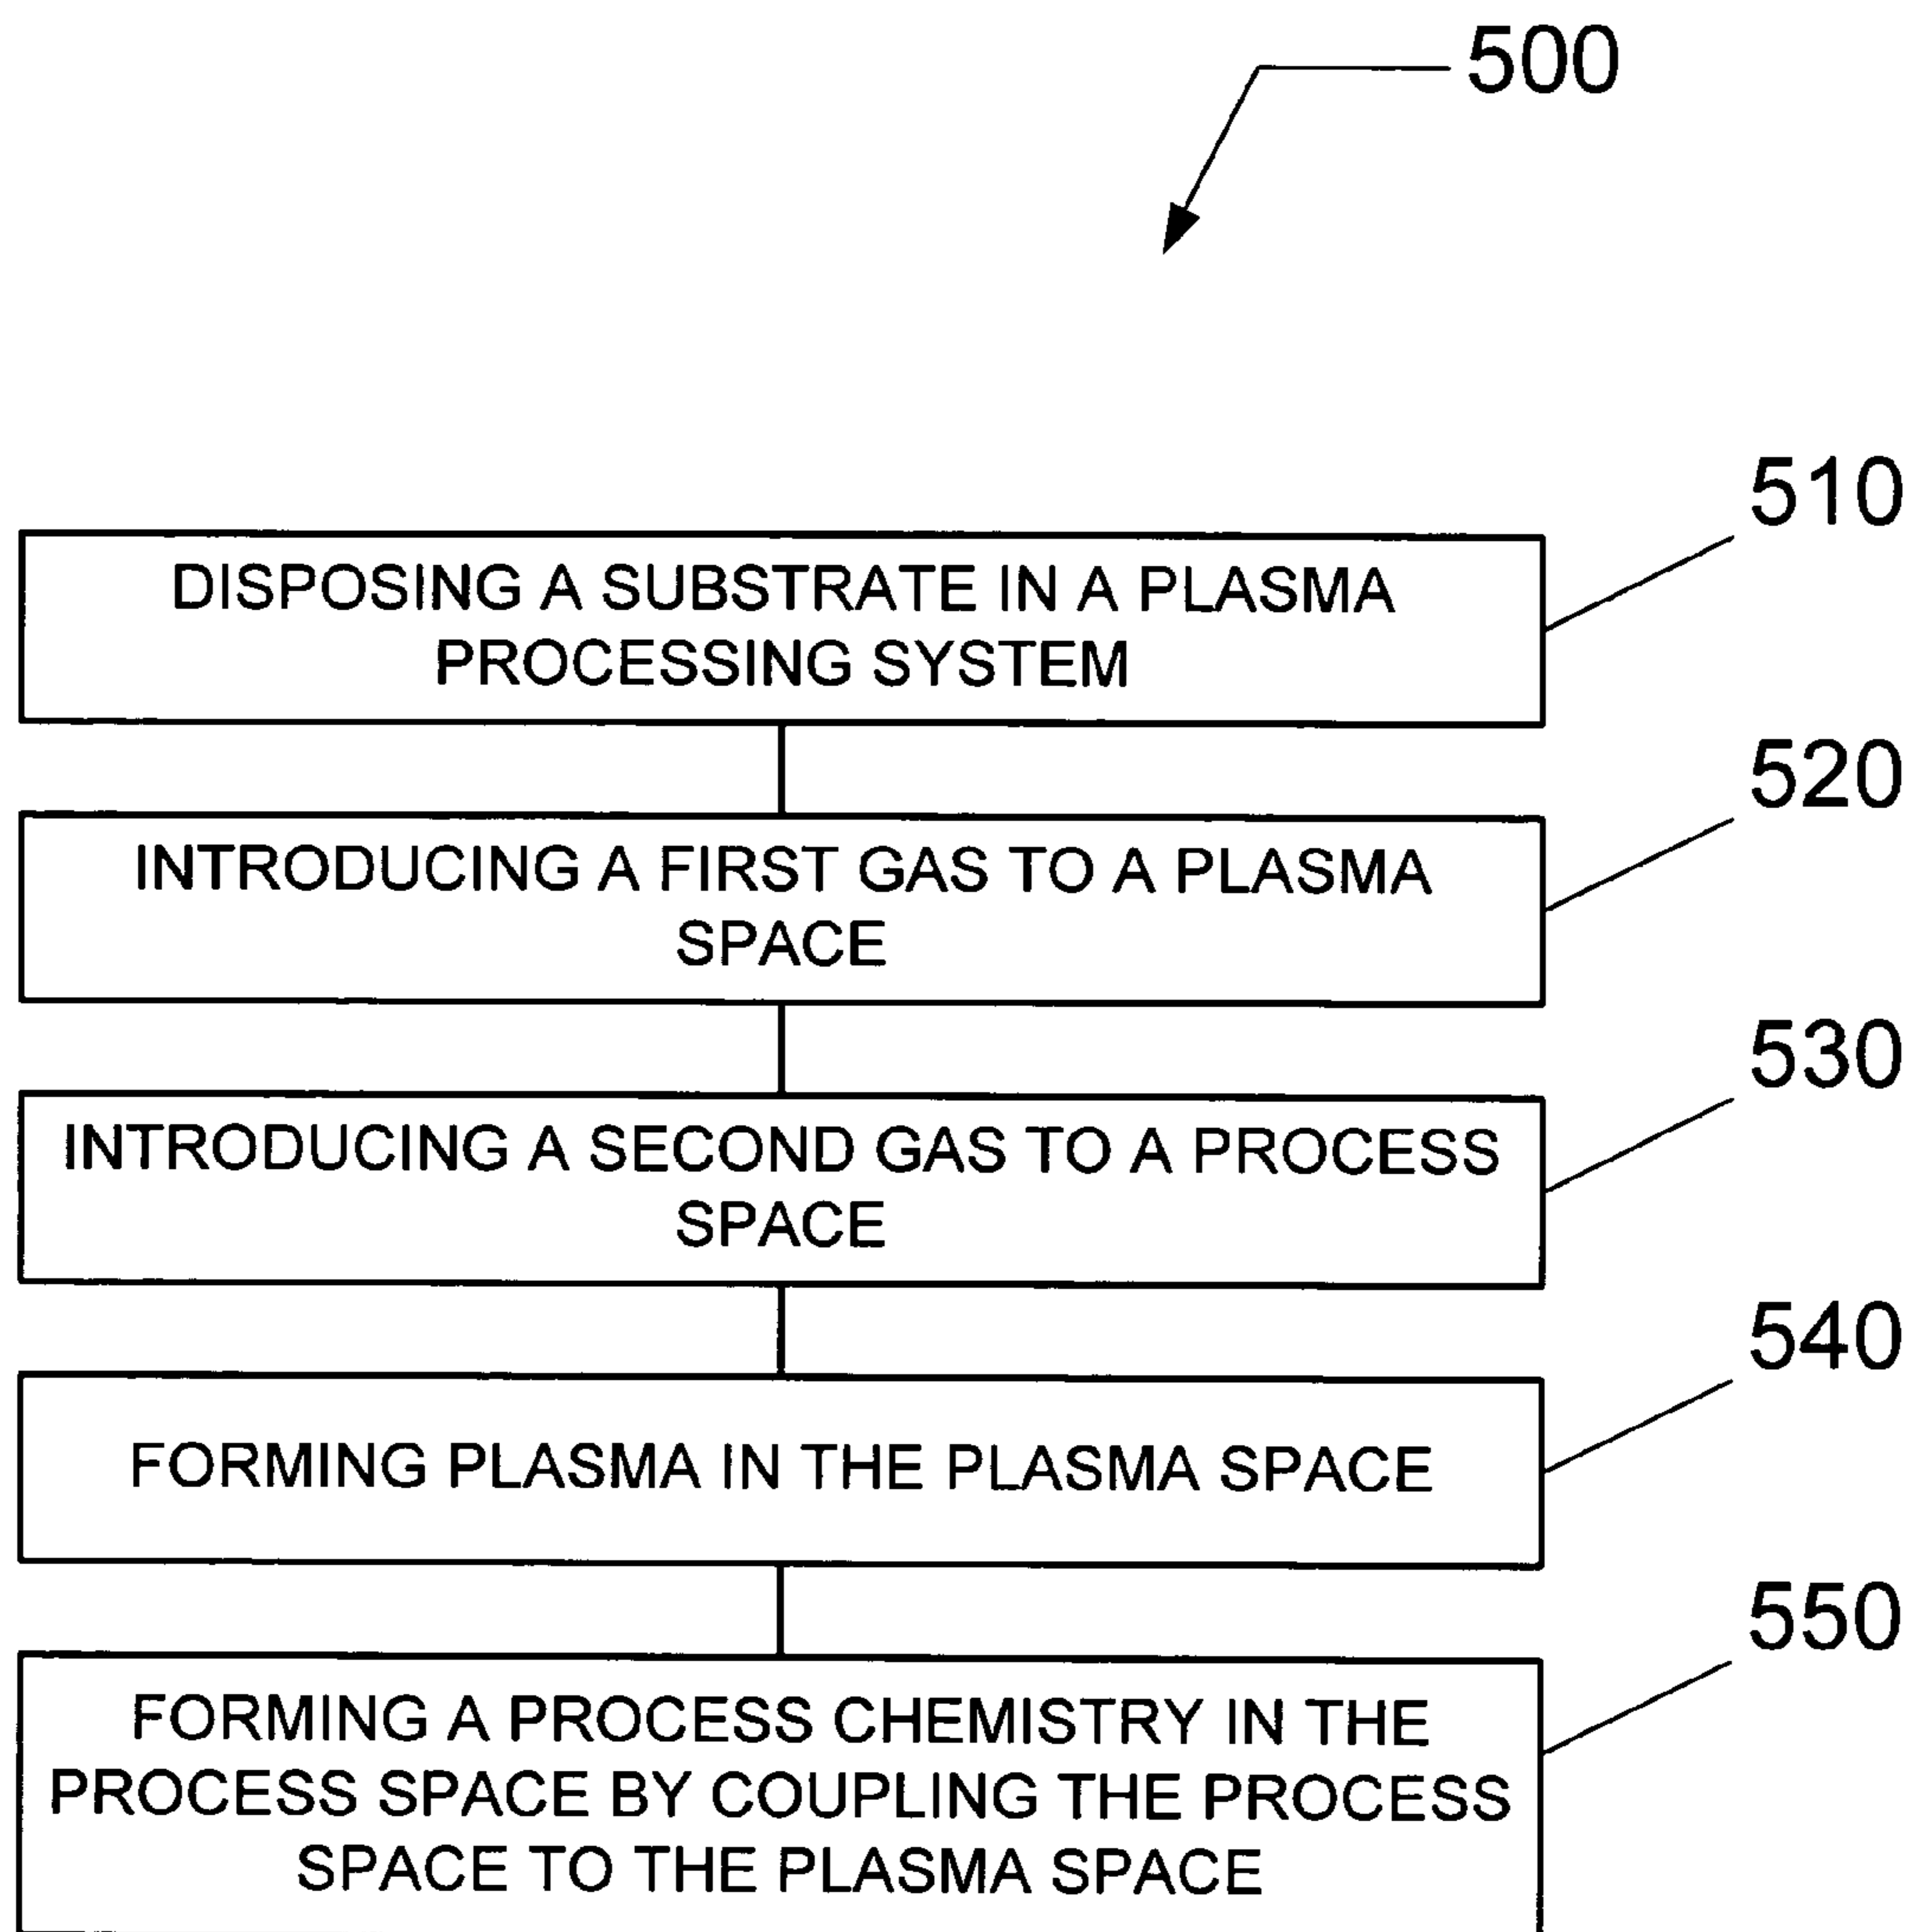 500
510
DISPOSING A SUBSTRATE IN A PLASMA
PROCESSING SYSTEM
520
INTRODUCING A FIRST GAS TO A PLASMA
SPACE
530
INTRODUCING A SECOND GAS TO A PROCESS
SPACE
540
FORMING PLASMA IN THE PLASMA SPACE
550
FORMING A PROCESS CHEMISTRY IN THE
PROCESS SPACE BY COUPLING THE PROCESS
SPACE TO THE PLASMA SPACE